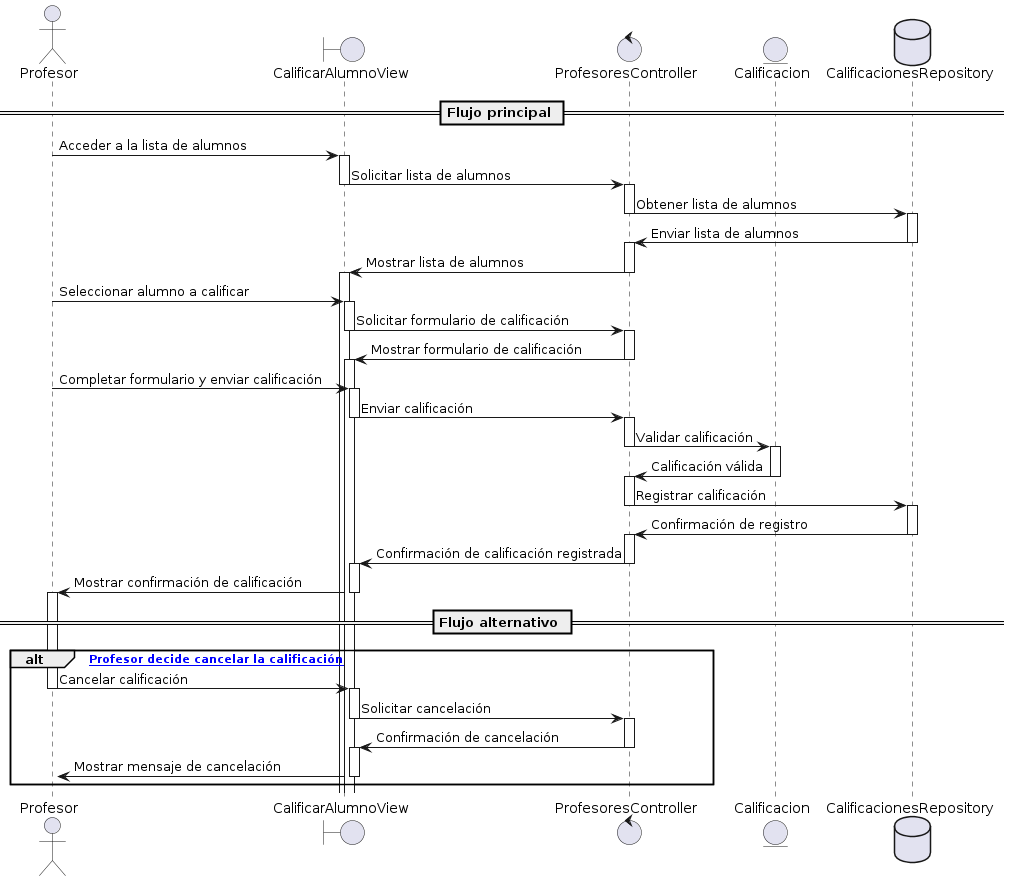 Profesor
CalificarAlumnoView
ProfesoresController
Calificacion
CalificacionesRepository
Flujo principal
Acceder a la lista de alumnos
Solicitar lista de alumnos
Obtener lista de alumnos
Enviar lista de alumnos
Mostrar lista de alumnos
Seleccionar alumno a calificar
Solicitar formulario de calificación
Mostrar formulario de calificación
Completar formulario y enviar calificación
Enviar calificación
Validar calificación
Calificación válida
Registrar calificación
Confirmación de registro
Confirmación de calificación registrada
Mostrar confirmación de calificación
Flujo alternativo
alt
Profesor decide cancelar la calificación
Cancelar calificación
Solicitar cancelación
Confirmación de cancelación
Mostrar mensaje de cancelación
Profesor
CalificarAlumnoView
ProfesoresController
Calificacion
CalificacionesRepository